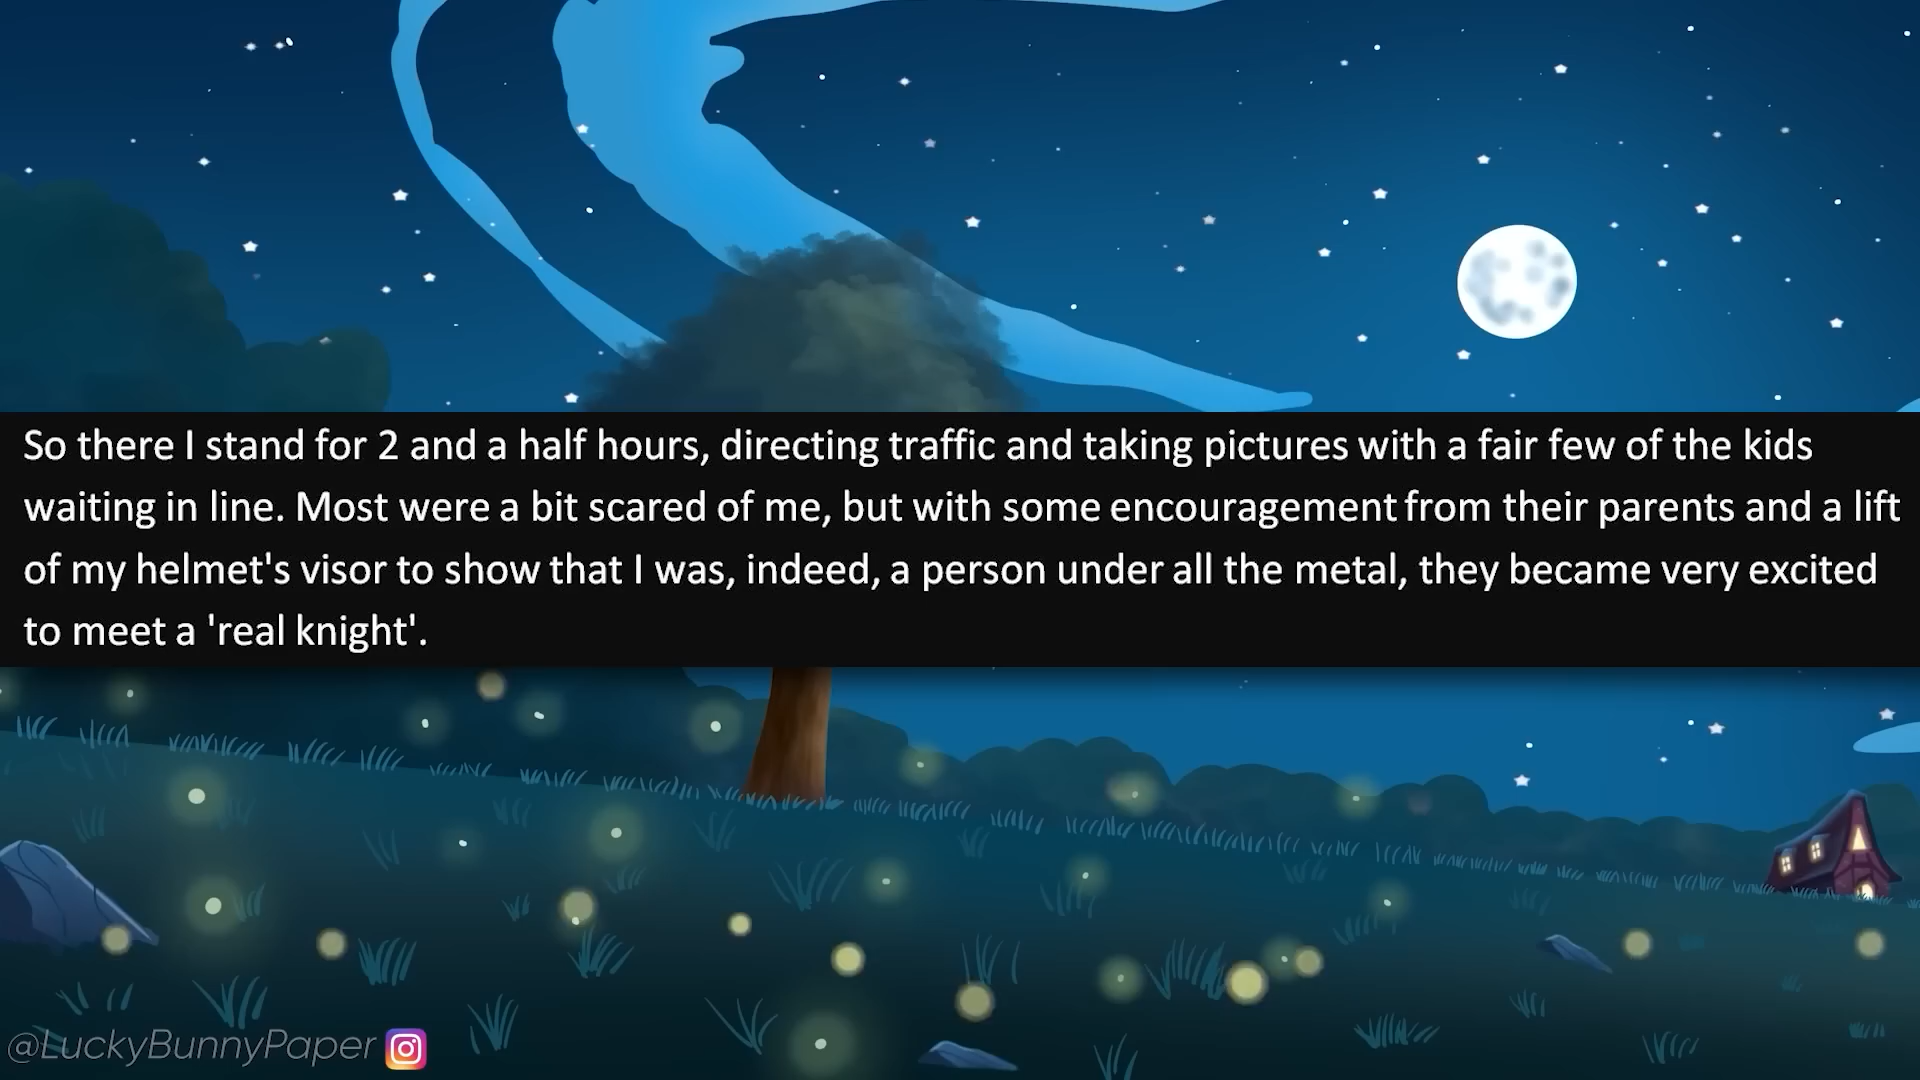 So there I stand for 2 and a half hours, directing traffic and taking pictures with a fair few of the kids
waiting in line. Most were a bit scared of me, but with some encouragement from their parents and a lift
of my helmet's visor to show that I was, indeed, a person under all the metal, they became very excited
to meet a 'real knight'.
@LuckyBunnyPaper